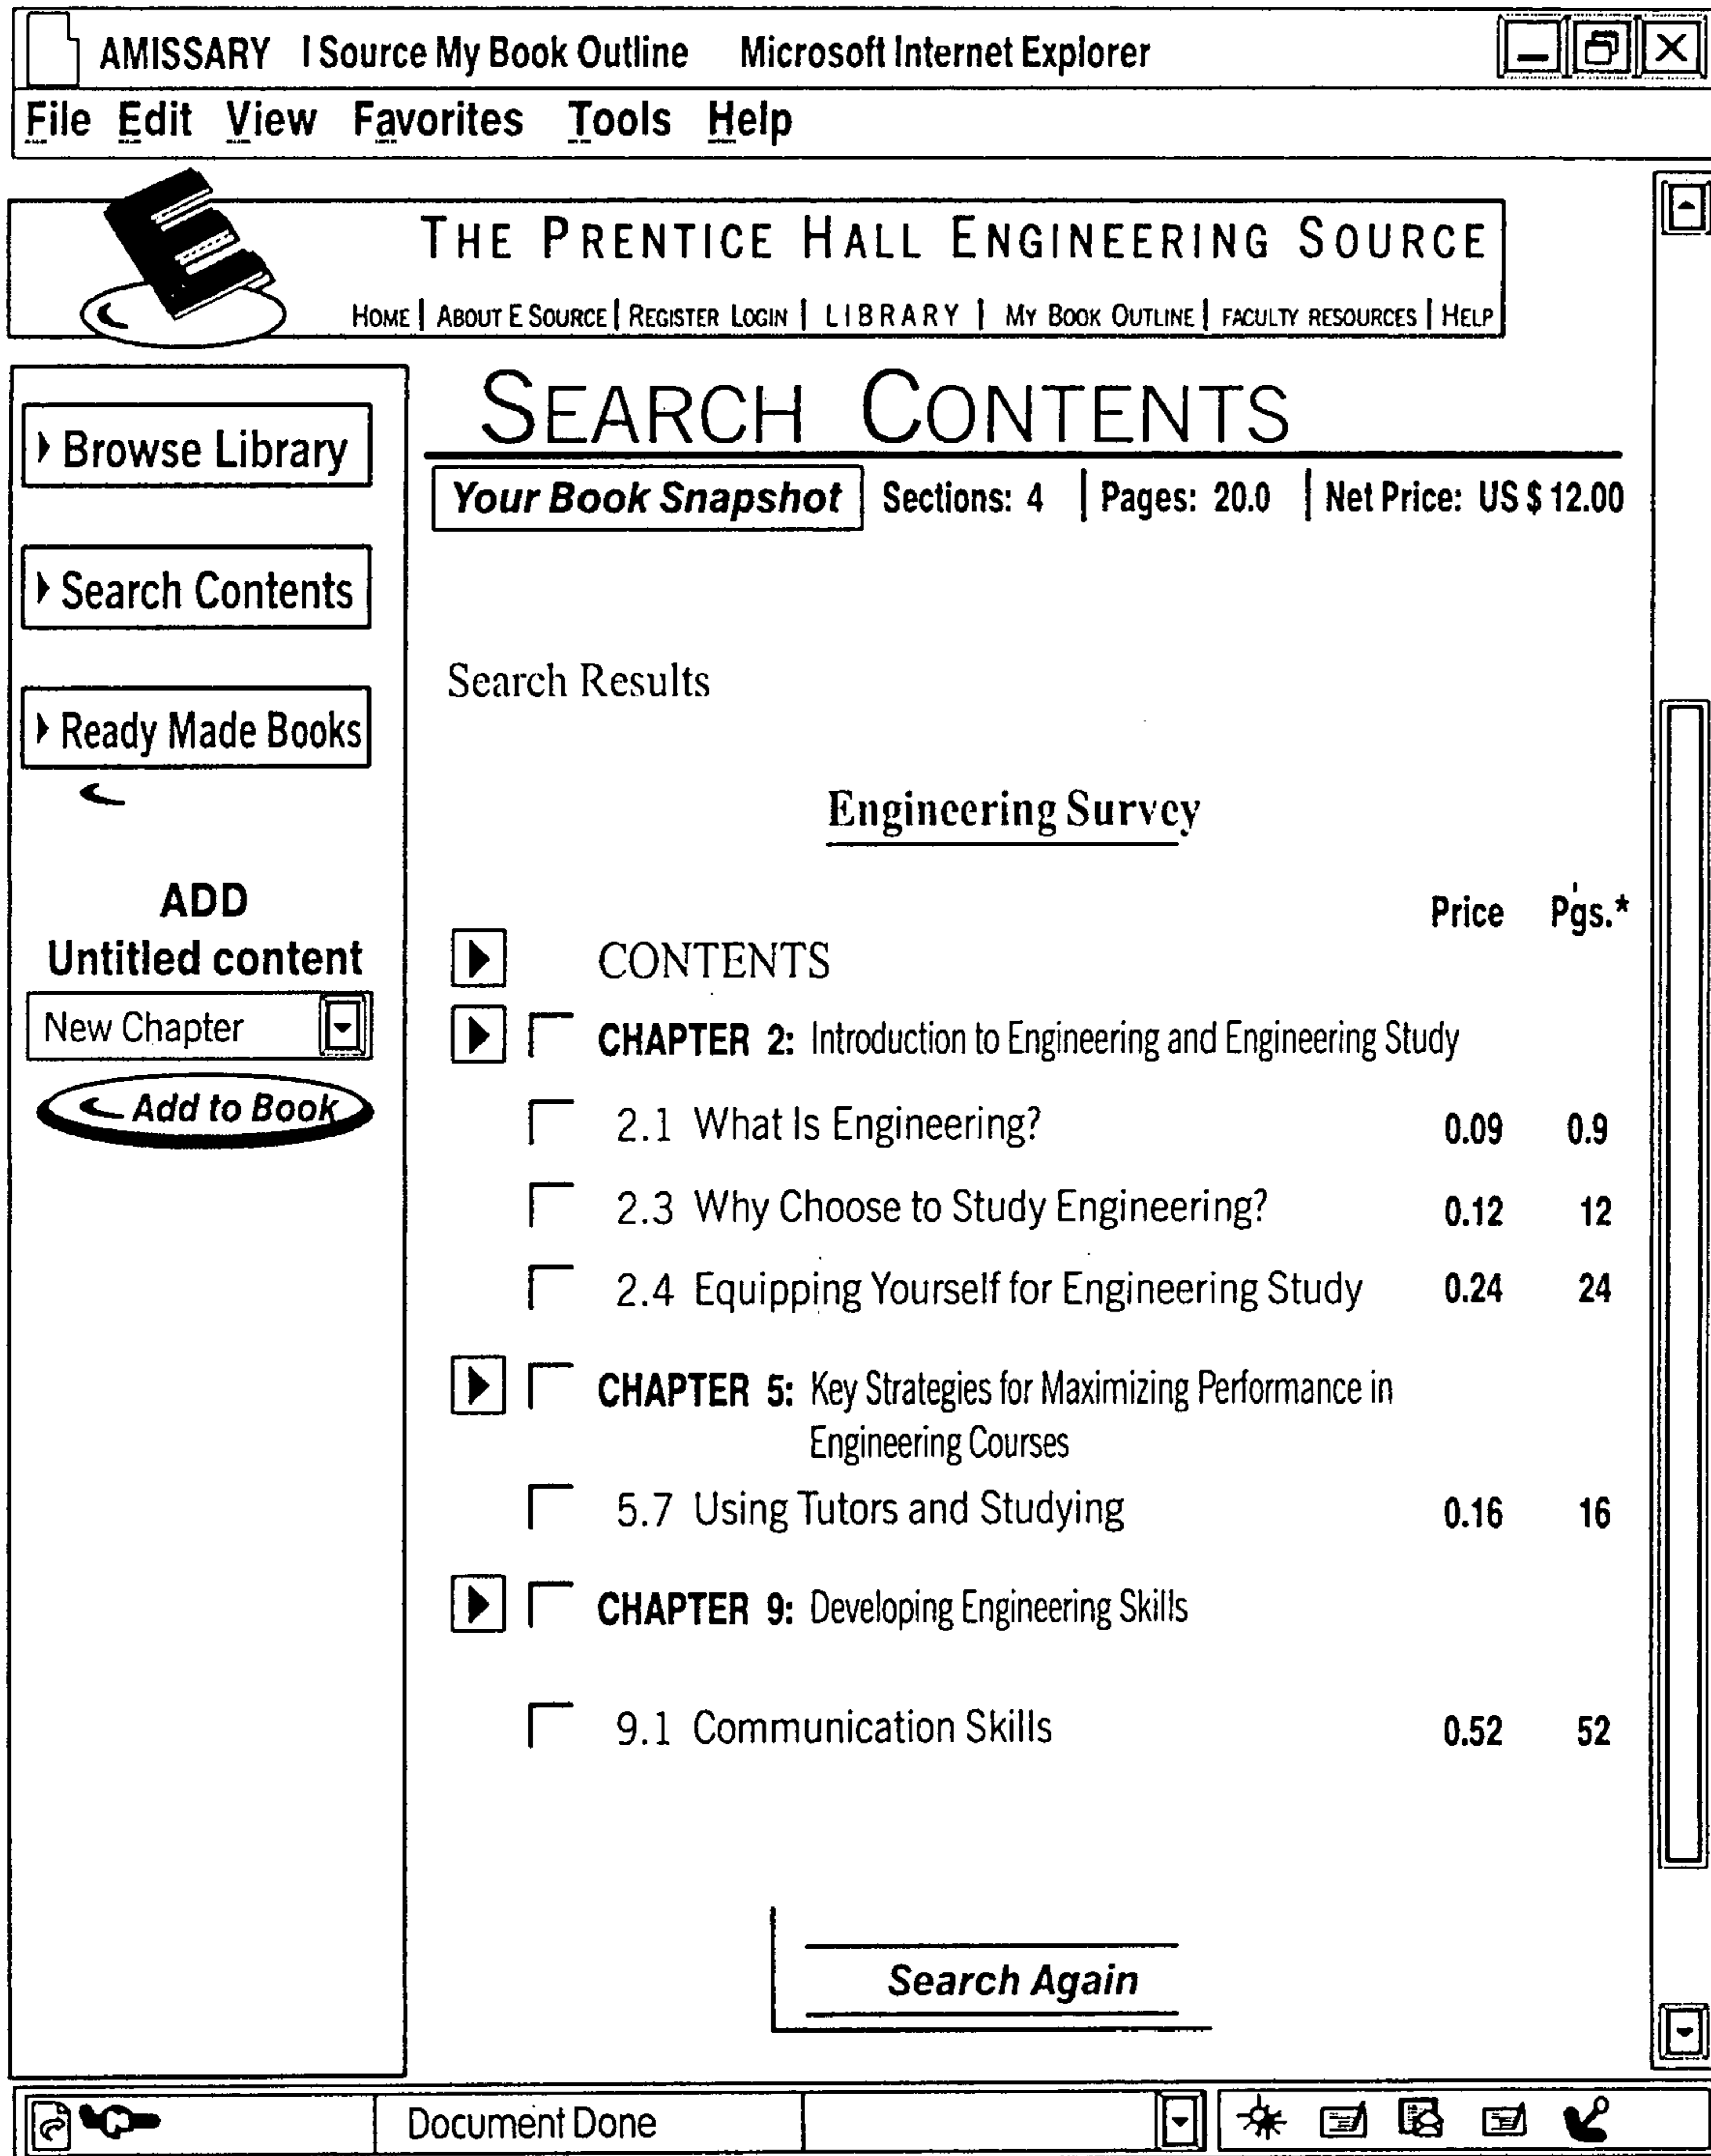 AMISSARY I Source My Book Outline Microsoft Internet Explorer
File Edit View Favorites Tools Help
THE PRENTICE HALL ENGINEERING SOURCE
HOME | ABOUT E SOURCE | REGISTER LOGIN | LIBRARY | MY BOOK OUTLINE | FACULTY RESOURCES | HELP
Browse Library
Search Contents
Ready Made Books
ADD
Untitled content
New Chapter
Add to Book
SEARCH CONTENTS
Your Book Snapshot Sections: 4 | Pages: 20.0 | Net Price: US $ 12.00
Search Results
Engineering Survey
Price Pgs.*
CONTENTS
CHAPTER 2: Introduction to Engineering and Engineering Study
2.1 What Is Engineering? 0.09 0.9
2.3 Why Choose to Study Engineering? 0.12 12
2.4 Equipping Yourself for Engineering Study 0.24 24
CHAPTER 5: Key Strategies for Maximizing Performance in
Engineering Courses
5.7 Using Tutors and Studying 0.16 16
CHAPTER 9: Developing Engineering Skills
9.1 Communication Skills 0.52 52
Search Again
Document Done